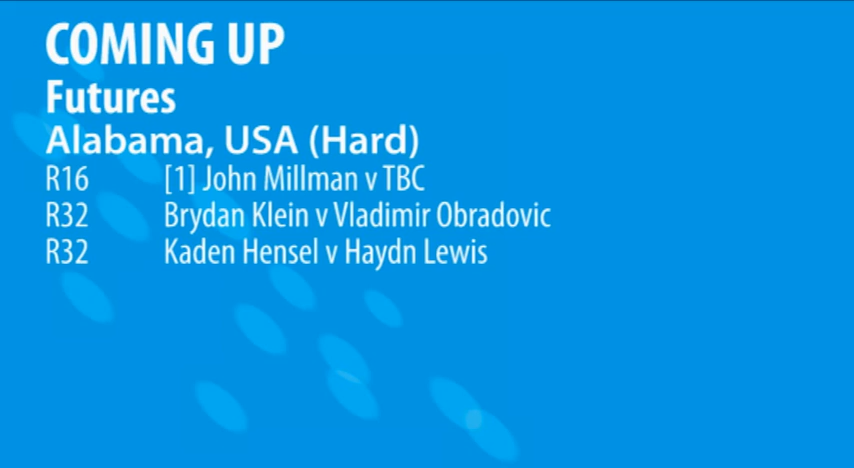 COMING UP
Futures
Alabama, USA (Hard)
R16 [1] John Millman v TBC
R32 Brydan Klein v Vladimir Obradovic
R32 Kaden Hensel v Haydn Lewis